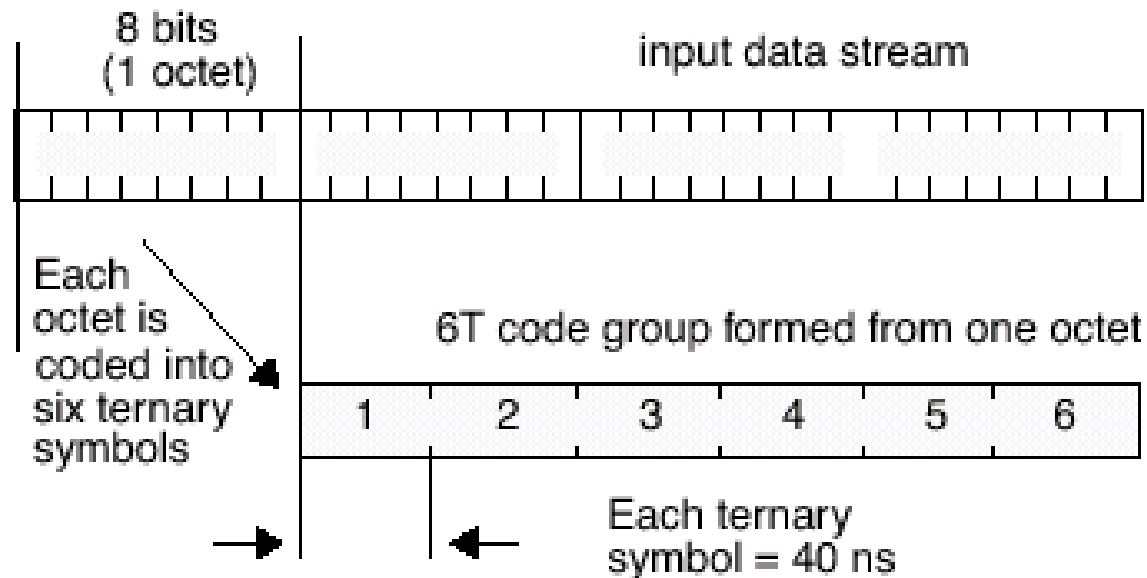 8 bits
(1 octet)
input data stream
Each
octet is
coded into
six ternary
symbols
6T code group formed from one octet
1 2 3 4 5 6
Each ternary
symbol = 40 ns